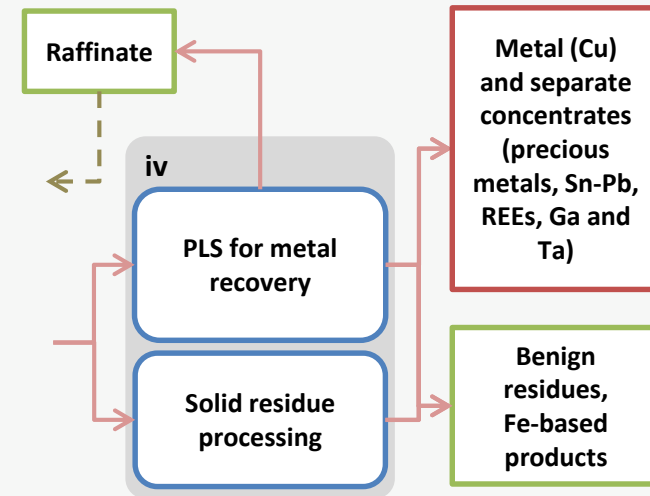 Raffinate
iv
PLS for metal
recovery
Solid residue
processing
Metal (Cu)
and separate
concentrates
(precious
metals, Sn-Pb,
REEs, Ga and
Ta)
Benign
residues,
Fe-based
products